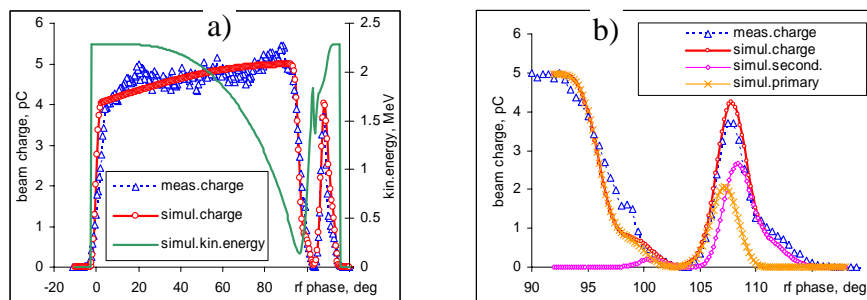 a)
beam charge, pC
6
5
4
3
2
1
0
-20
0
20
40
60
80
rf phase, deg
2.5
2
1.5
1
0.5
0
kin.energy, MeV
meas.charge
simul.charge
simul.kin.energy
b)
beam charge, pC
6
5
4
3
2
1
0
90
95
100
105
110
rf phase, deg
meas.charge
simul.charge
simul.second.
simul.primary